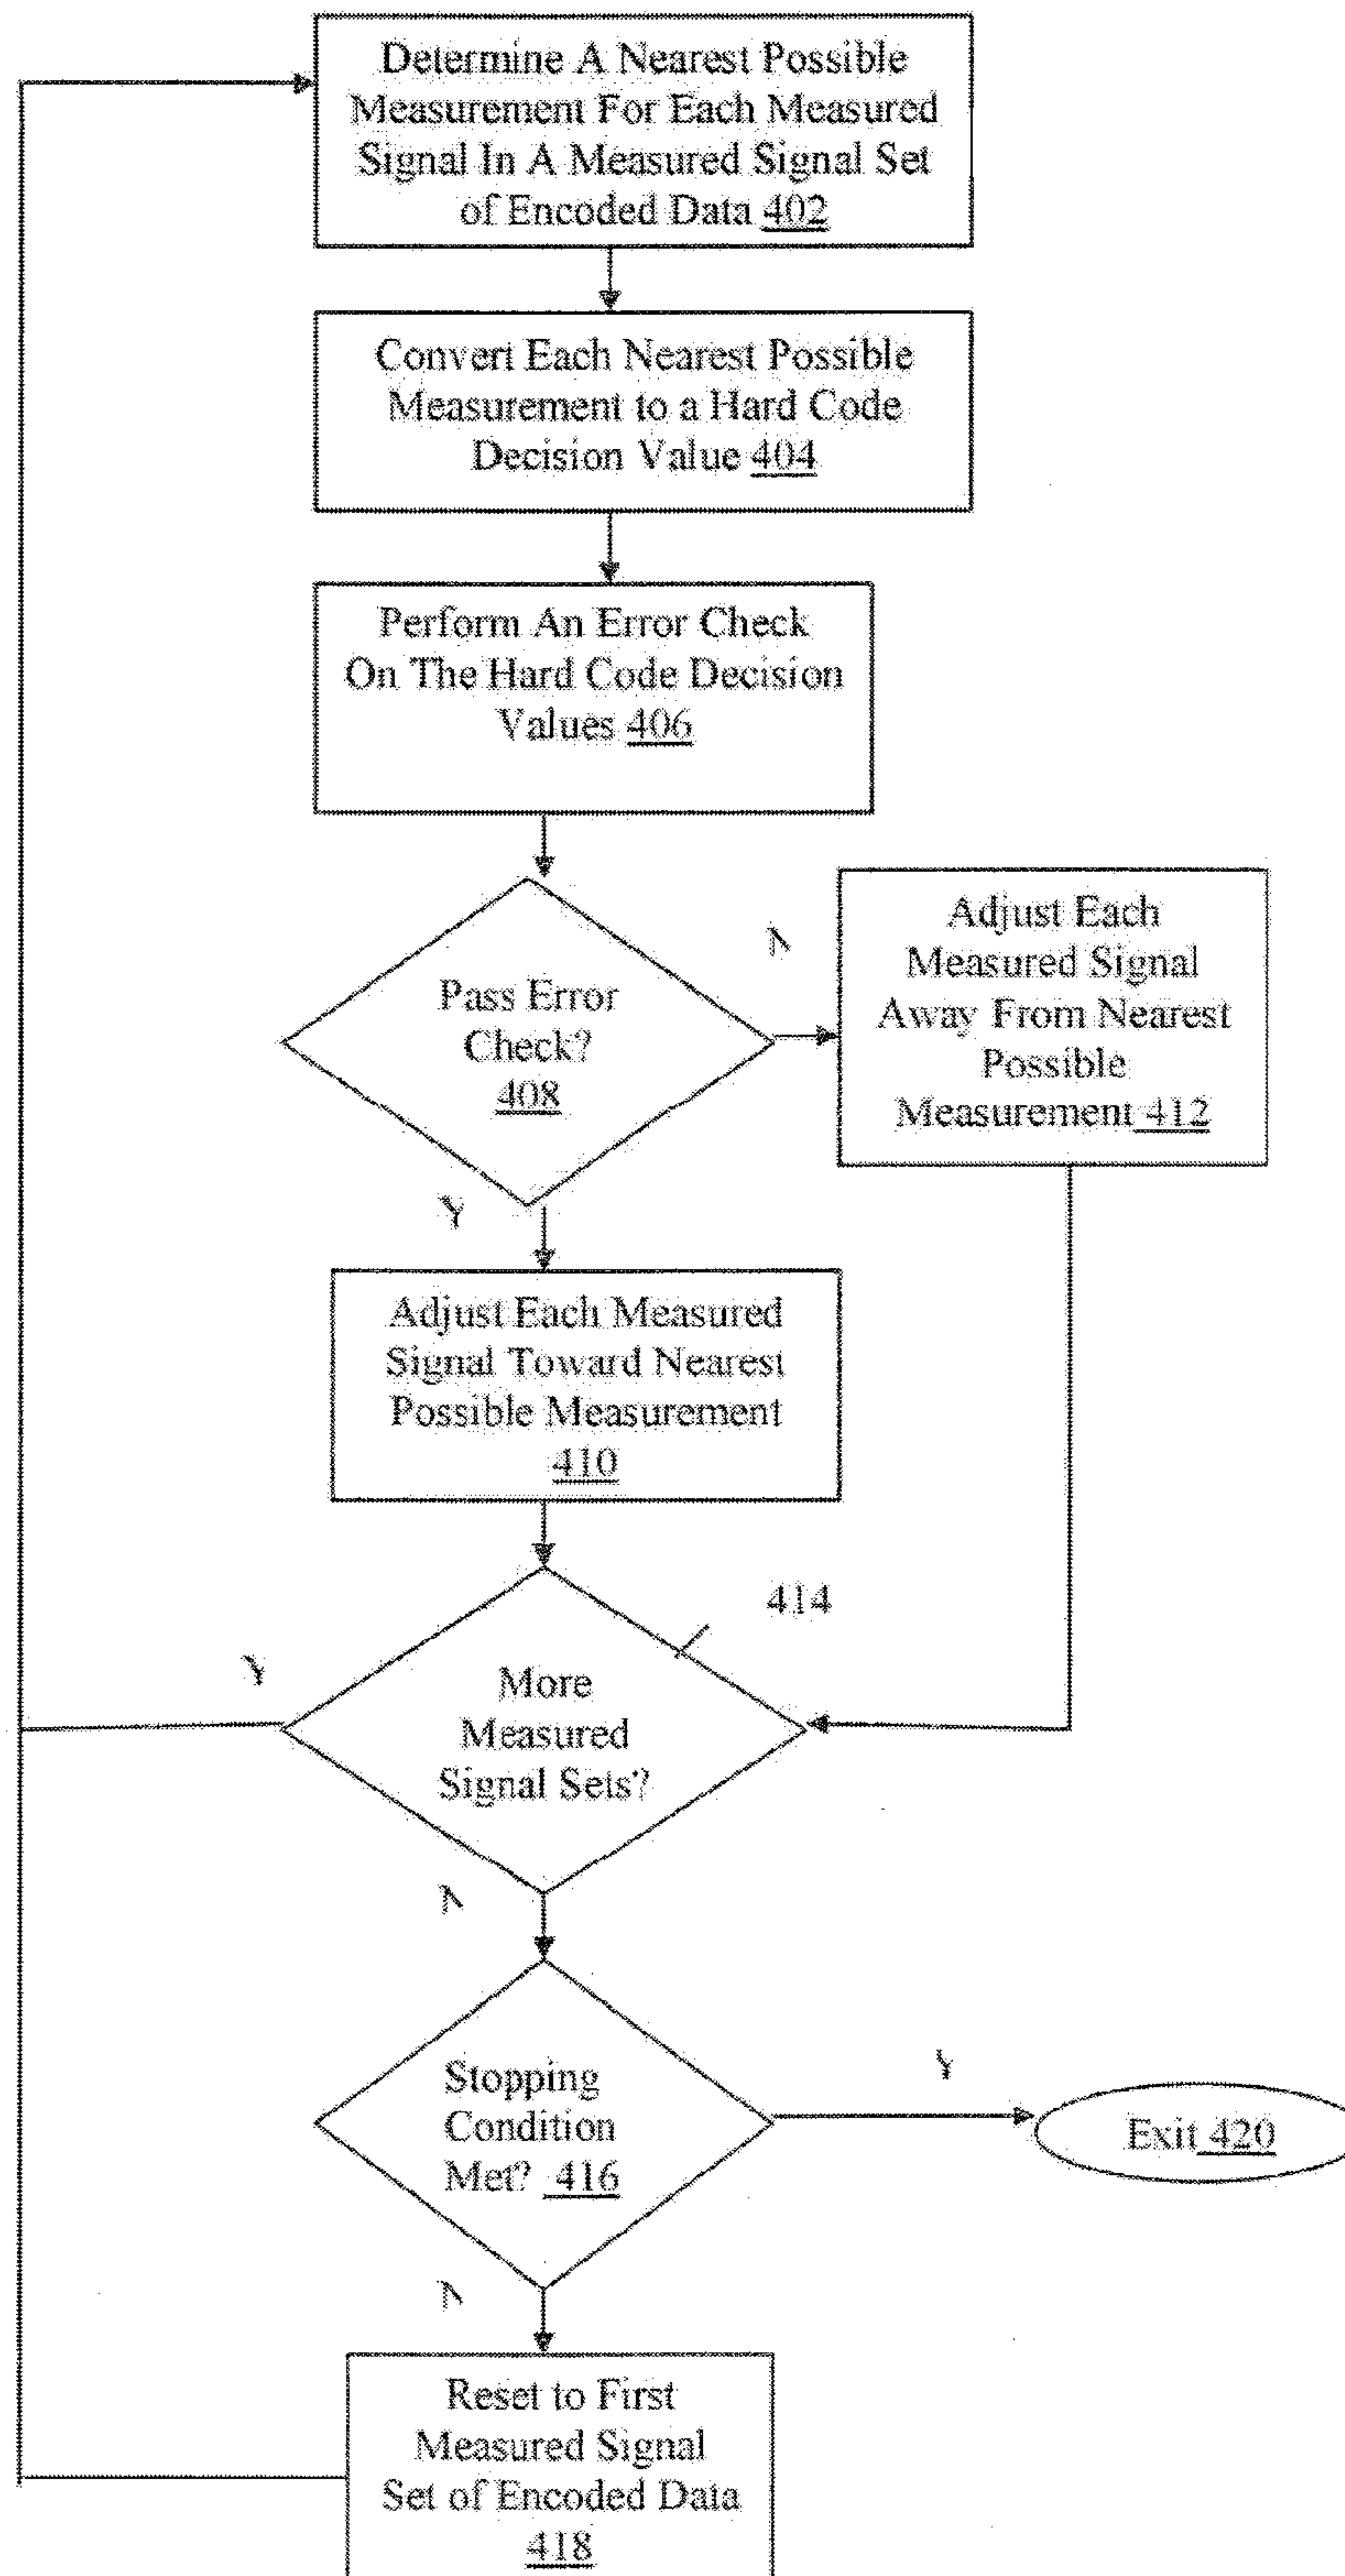 Determine A Nearest Possible
Measurement For Each Measured
Signal In A Measured Signal Set
of Encoded Data 402
Convert Each Nearest Possible
Measurement to a Hard Code
Decision Value 404
Perform An Error Check
On The Hard Code Decision
Values 406
Pass Error
Check?
408
N
Adjust Each
Measured Signal
Away From Nearest
Possible
Measurement 412
Y
Adjust Each Measured
Signal Toward Nearest
Possible Measurement
410
414
Y
More
Measured
Signal Sets?
N
Stopping
Condition
Met? 416
Y
Exit 420
N
Reset to First
Measured Signal
Set of Encoded Data
418